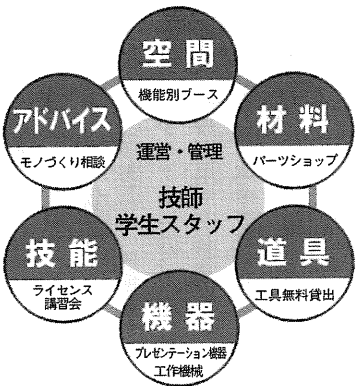 空間
機能別ブース
材料
パーツショップ
道具
工具無料貸出
機器
プレゼンテーション機器
工作機械
技能
ライセンス
講習会
アドバイス
モノづくり相談
運営・管理
技師
学生スタッフ